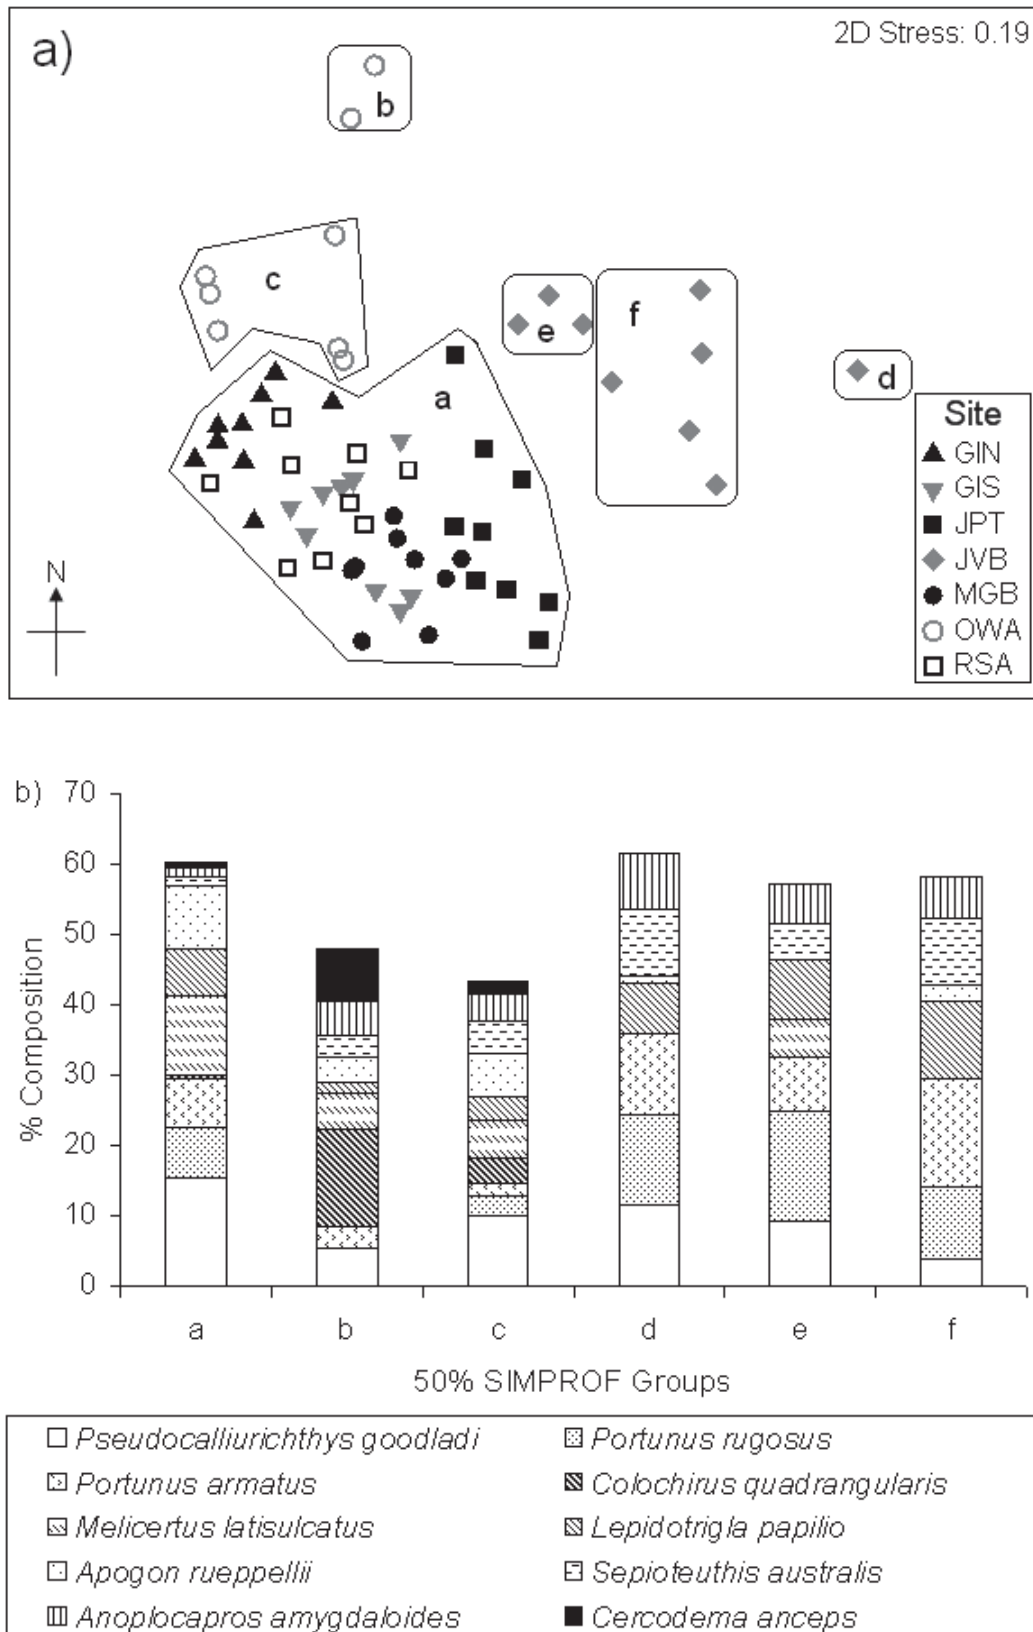 a)
2D Stress: 0.19
b
c
e
f
d
a
N
Site
GIN
GIS
JPT
JVB
MGB
OWA
RSA
b)
70
60
50
40
30
20
10
0
% Composition
a b c d e f
50% SIMPROF Groups
Pseudocalliurichthys goodladi Portunus rugosus
Portunus armatus Colochirus quadrangularis
Melicertus latisulcatus Lepidotrigla papilio
Apogon rueppellii Sepioteuthis australis
Anoplocapros amygdaloides Cercodema anceps